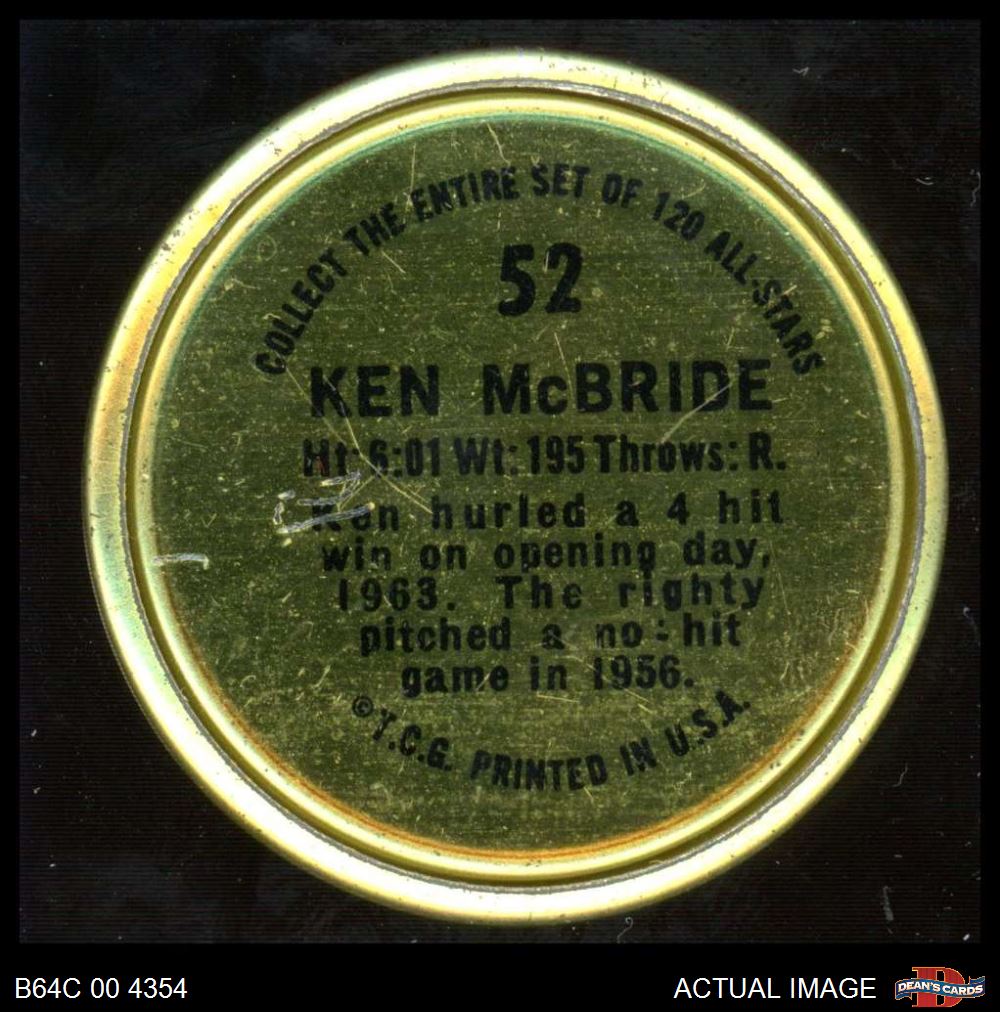 COLLECT THE ENTIRE SET OF 120 ALL-STARS
52
KEN McBRIDE
Ht: 6:01 Wt: 195 Throws: R.
Ken hurled a 4 hit
win on opening day,
1963. The righty
pitched a no-hit
game in 1956.
© T.C.G. PRINTED IN U.S.A.
B64C 00 4354
ACTUAL IMAGE
D
DEAN'S CARDS